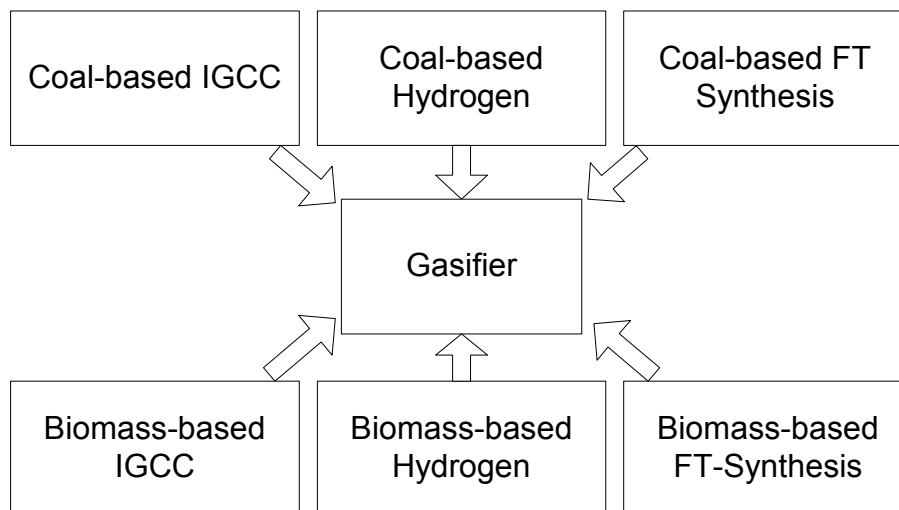 Coal-based IGCC
Coal-based
Hydrogen
Coal-based FT
Synthesis
Gasifier
Biomass-based
IGCC
Biomass-based
Hydrogen
Biomass-based
FT-Synthesis